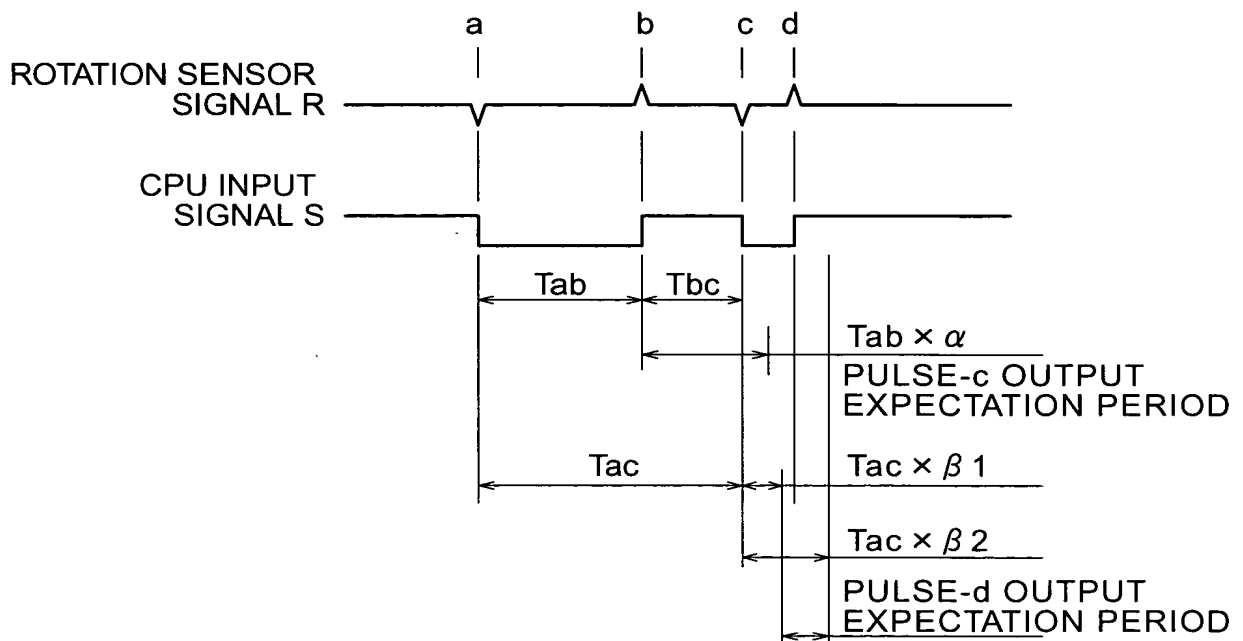 a b c d
ROTATION SENSOR
SIGNAL R
CPU INPUT
SIGNAL S
Tab Tbc
Tab × α
PULSE-c OUTPUT
EXPECTATION PERIOD
Tac Tac × β 1
Tac × β 2
PULSE-d OUTPUT
EXPECTATION PERIOD